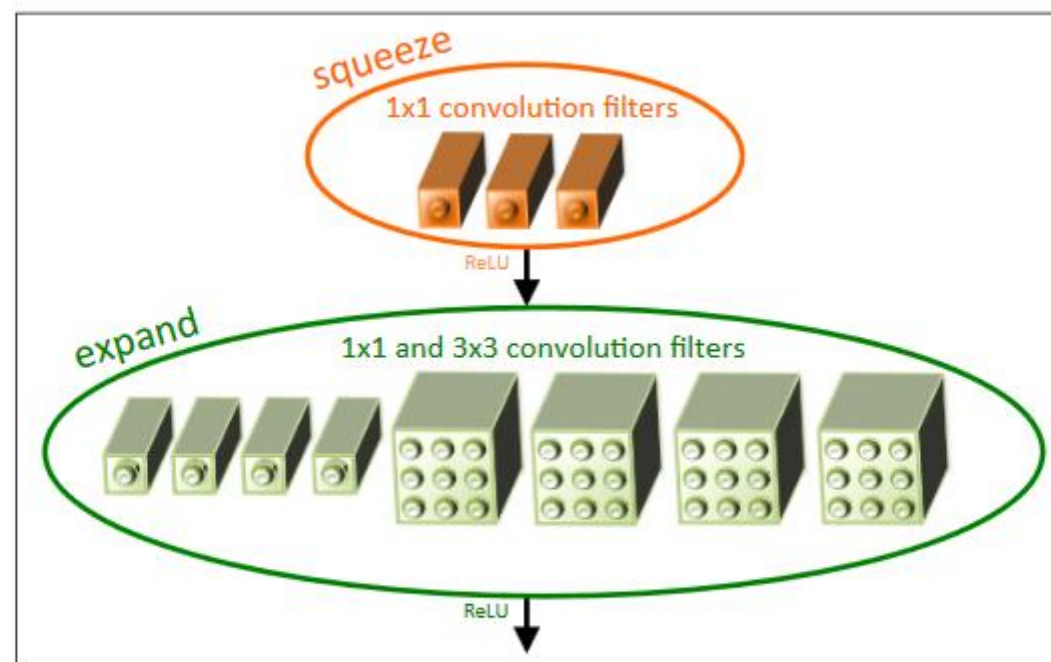 squeeze
1x1 convolution filters
ReLU
expand
1x1 and 3x3 convolution filters
ReLU